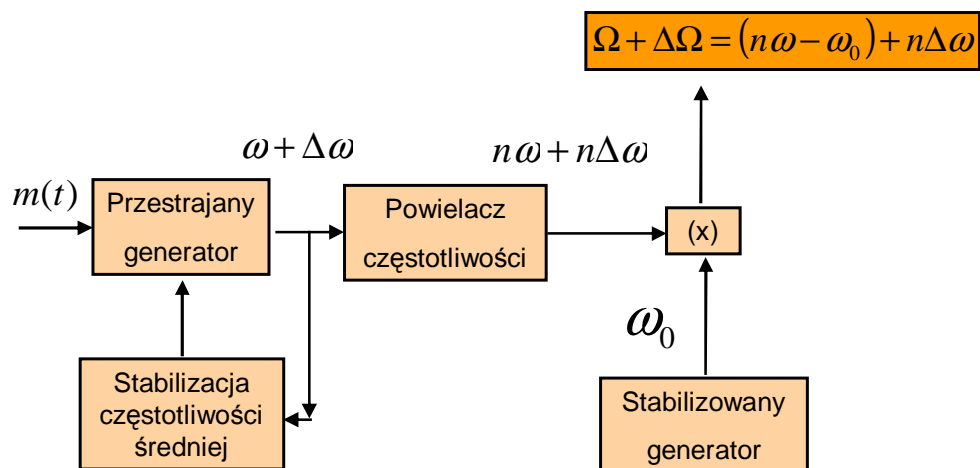 Ω + ΔΩ = (nω − ω₀) + nΔω
ω + Δω
nω + nΔω
m(t)
Przestrajany
generator
Powielacz
częstotliwości
(x)
ω₀
Stabilizacja
częstotliwości
średniej
Stabilizowany
generator